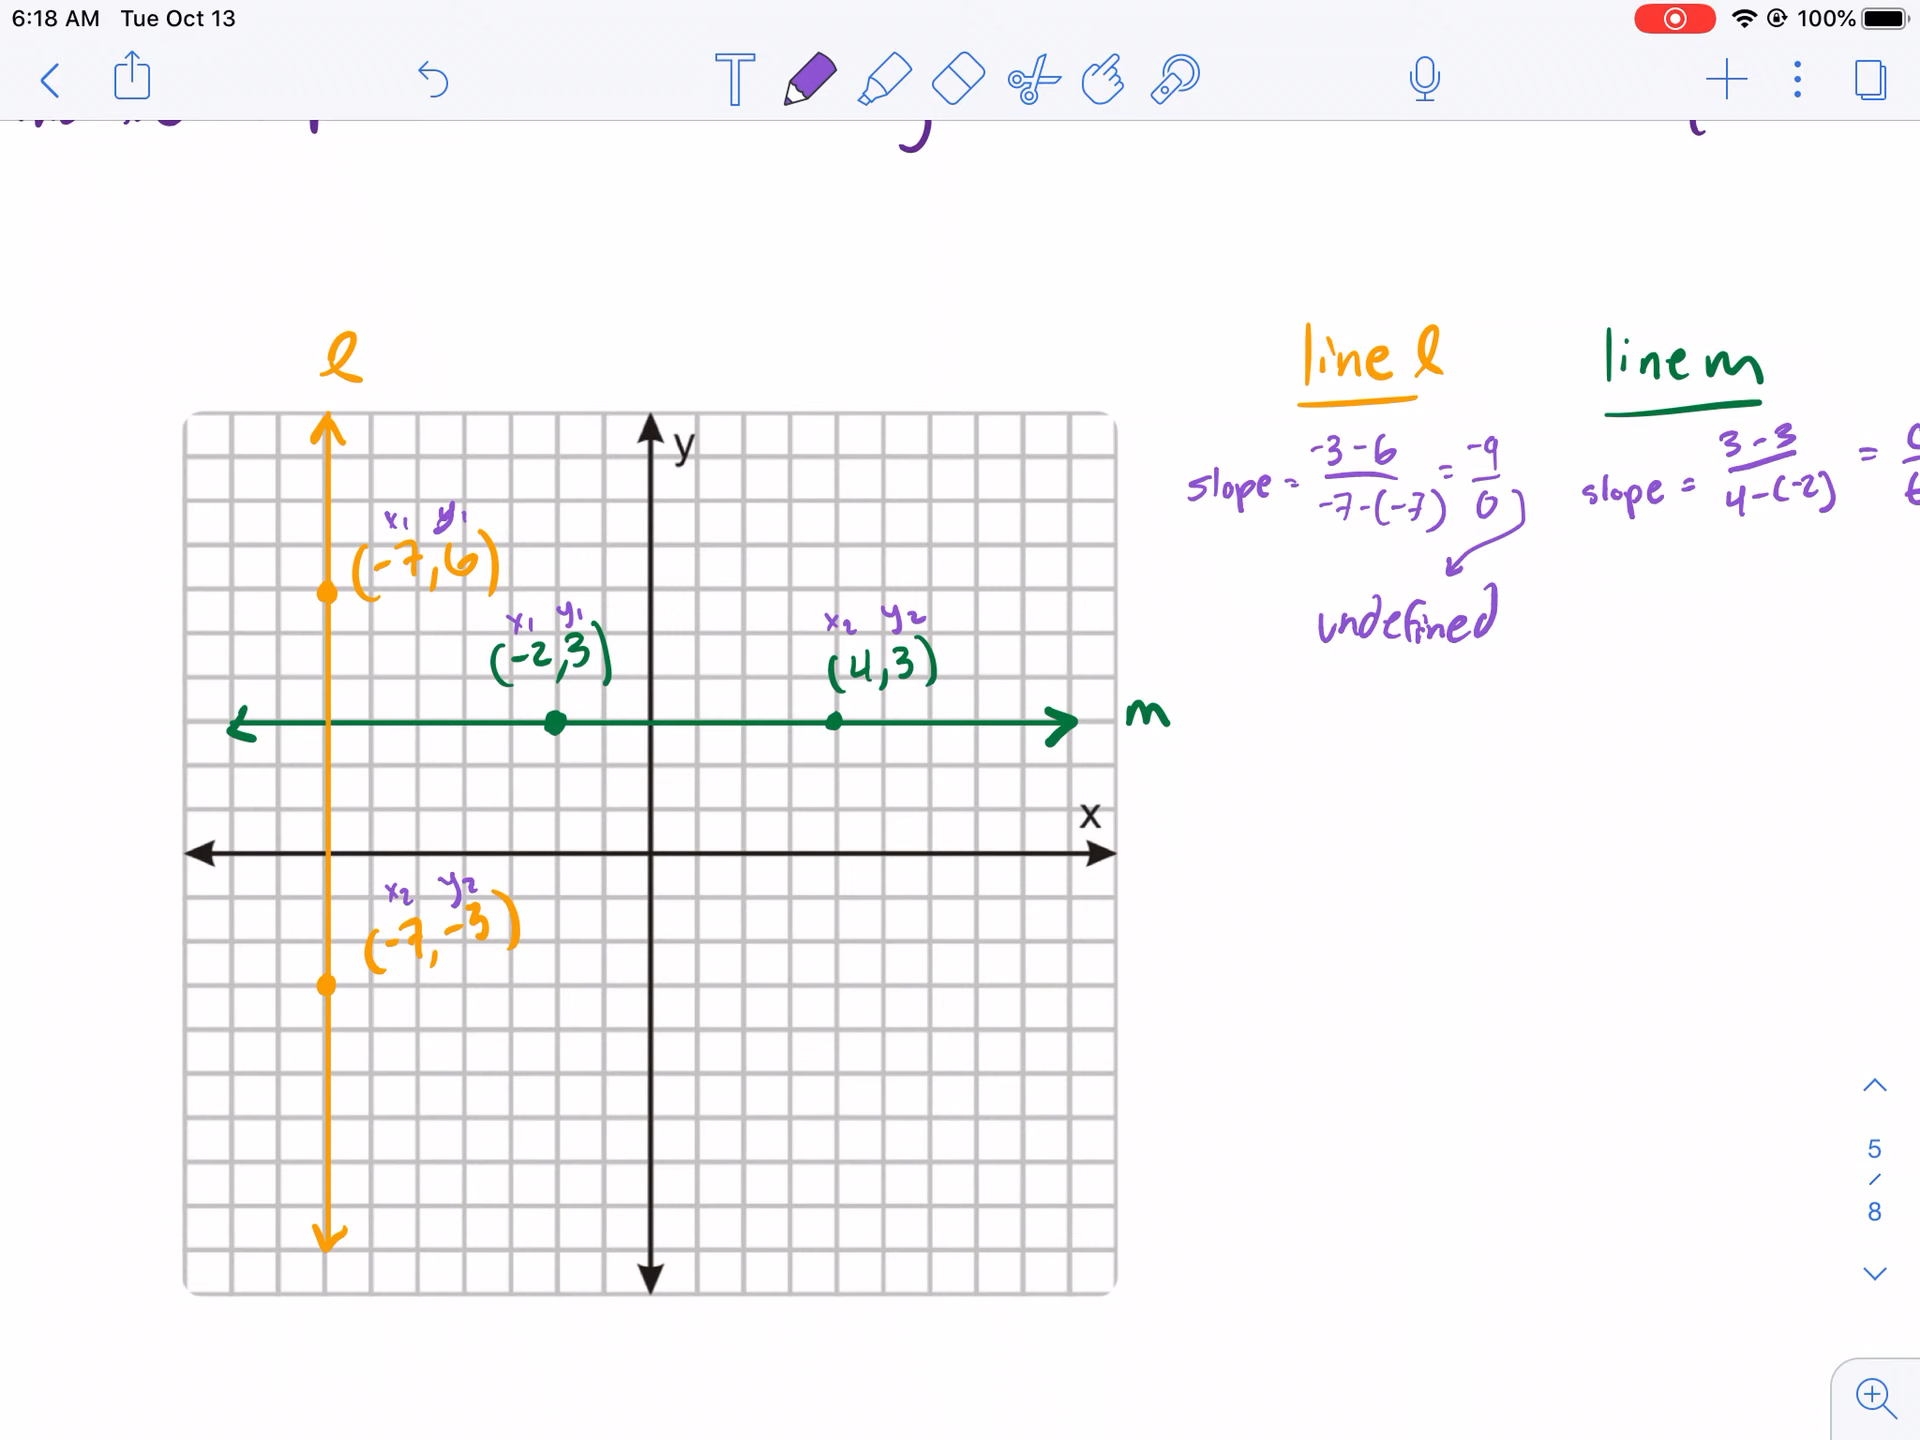 6:18 AM Tue Oct 13
100%
T
l
line l
line m
y
slope = -3-6 / -7-(-7) = -9/0
slope = 3-3 / 4-(-2) =
undefined
x1 y1
(-7,6)
x1 y1
(-2,3)
x2 y2
(4,3)
m
x
x2 y2
(-7,-3)
5
/
8